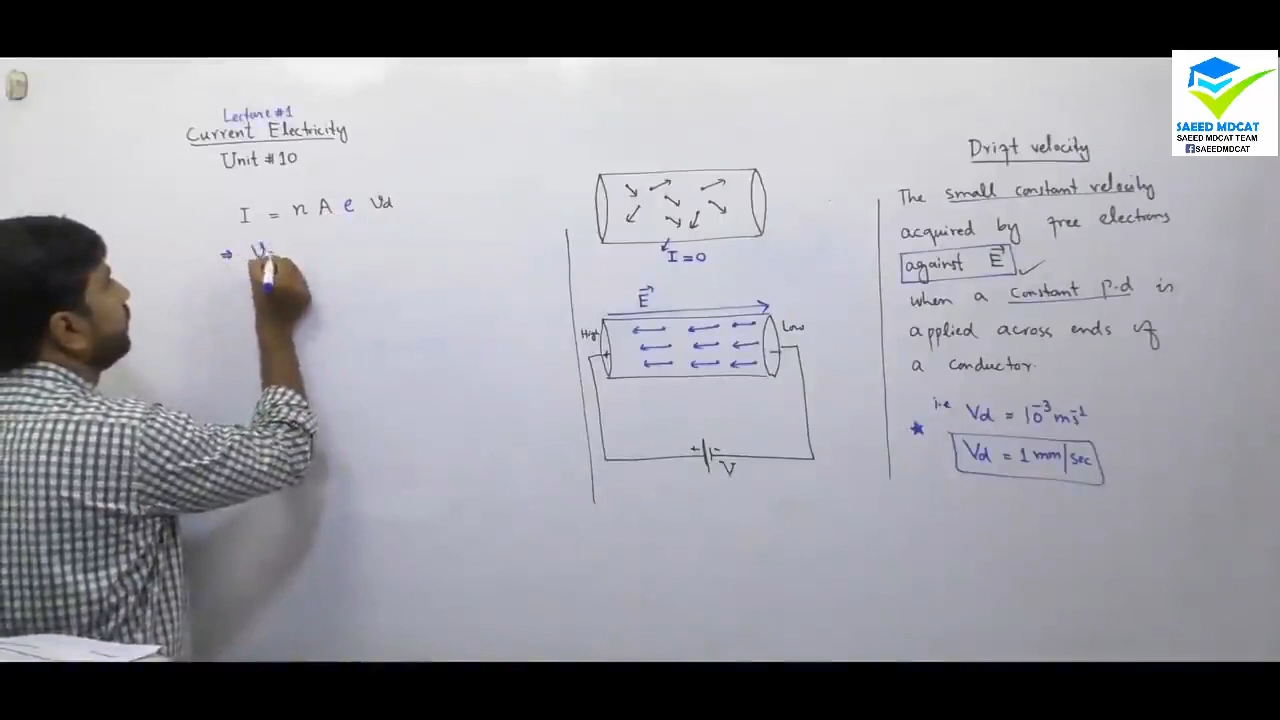 Lecture #1
Current Electricity
Unit #10
I = n A e Vd
⇒ V
I = 0
E
High
Low
+
−
+ −
V
Drift velocity
The small constant velocity
acquired by free electrons
against E
when a constant p.d is
applied across ends of
a conductor.
i.e Vd = 10⁻³ ms⁻¹
Vd = 1 mm/sec
SAEED MDCAT
SAEED MDCAT TEAM
SAEEDMDCAT